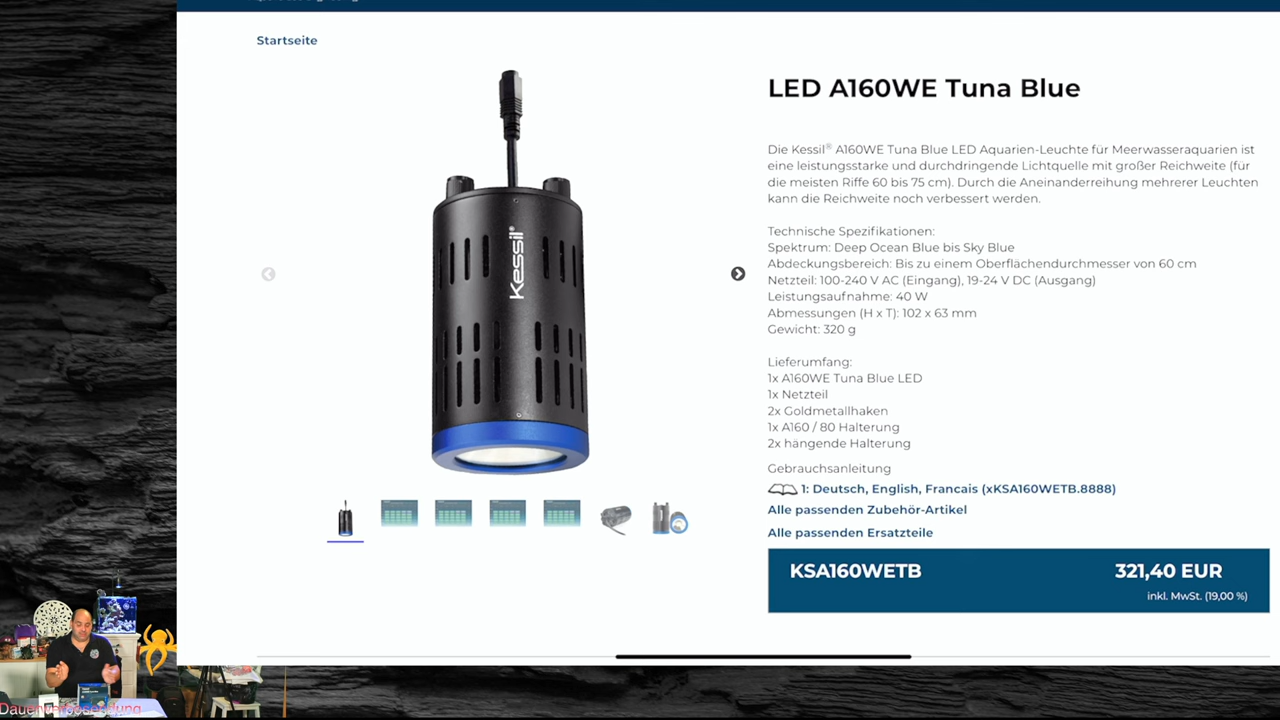 Startseite
LED A160WE Tuna Blue
Die Kessil® A160WE Tuna Blue LED Aquarien-Leuchte für Meerwasseraquarien ist
eine leistungsstarke und durchdringende Lichtquelle mit großer Reichweite (für
die meisten Riffe 60 bis 75 cm). Durch die Aneinanderreihung mehrerer Leuchten
kann die Reichweite noch verbessert werden.
Technische Spezifikationen:
Spektrum: Deep Ocean Blue bis Sky Blue
Abdeckungsbereich: Bis zu einem Oberflächendurchmesser von 60 cm
Netzteil: 100-240 V AC (Eingang), 19-24 V DC (Ausgang)
Leistungsaufnahme: 40 W
Abmessungen (H x T): 102 x 63 mm
Gewicht: 320 g
Lieferumfang:
1x A160WE Tuna Blue LED
1x Netzteil
2x Goldmetallhaken
1x A160 / 80 Halterung
2x hängende Halterung
Gebrauchsanleitung
1: Deutsch, English, Francais (xKSA160WETB.8888)
Alle passenden Zubehör-Artikel
Alle passenden Ersatzteile
KSA160WETB 321,40 EUR
inkl. MwSt. (19,00 %)
Kessil®
Dauerwerbesendung